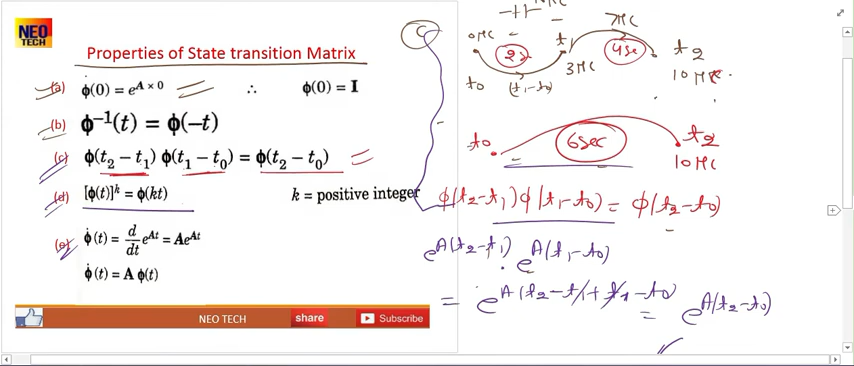 NEO
TECH
Properties of State transition Matrix
(a) ϕ̇(0) = e^{A × 0} ∴ ϕ(0) = I
(b) ϕ⁻¹(t) = ϕ(−t)
(c) ϕ(t₂ − t₁) ϕ(t₁ − t₀) = ϕ(t₂ − t₀)
(d) [ϕ(t)]^k = ϕ(kt) k = positive integer
(e) ϕ̇(t) = d/dt e^{At} = Ae^{At}
ϕ̇(t) = A ϕ(t)
NEO TECH share Subscribe
7MC
0MC 2s t₁ 4sec t₂
t₀ (t₁-t₀) 3MC 10MC
t₀ 6sec t₂
10MC
ϕ(t₂-t₁) ϕ(t₁-t₀) = ϕ(t₂-t₀)
e^{A(t₂-t₁)} . e^{A(t₁-t₀)}
= e^{A(t₂-t₁+t₁-t₀)} = e^{A(t₂-t₀)}